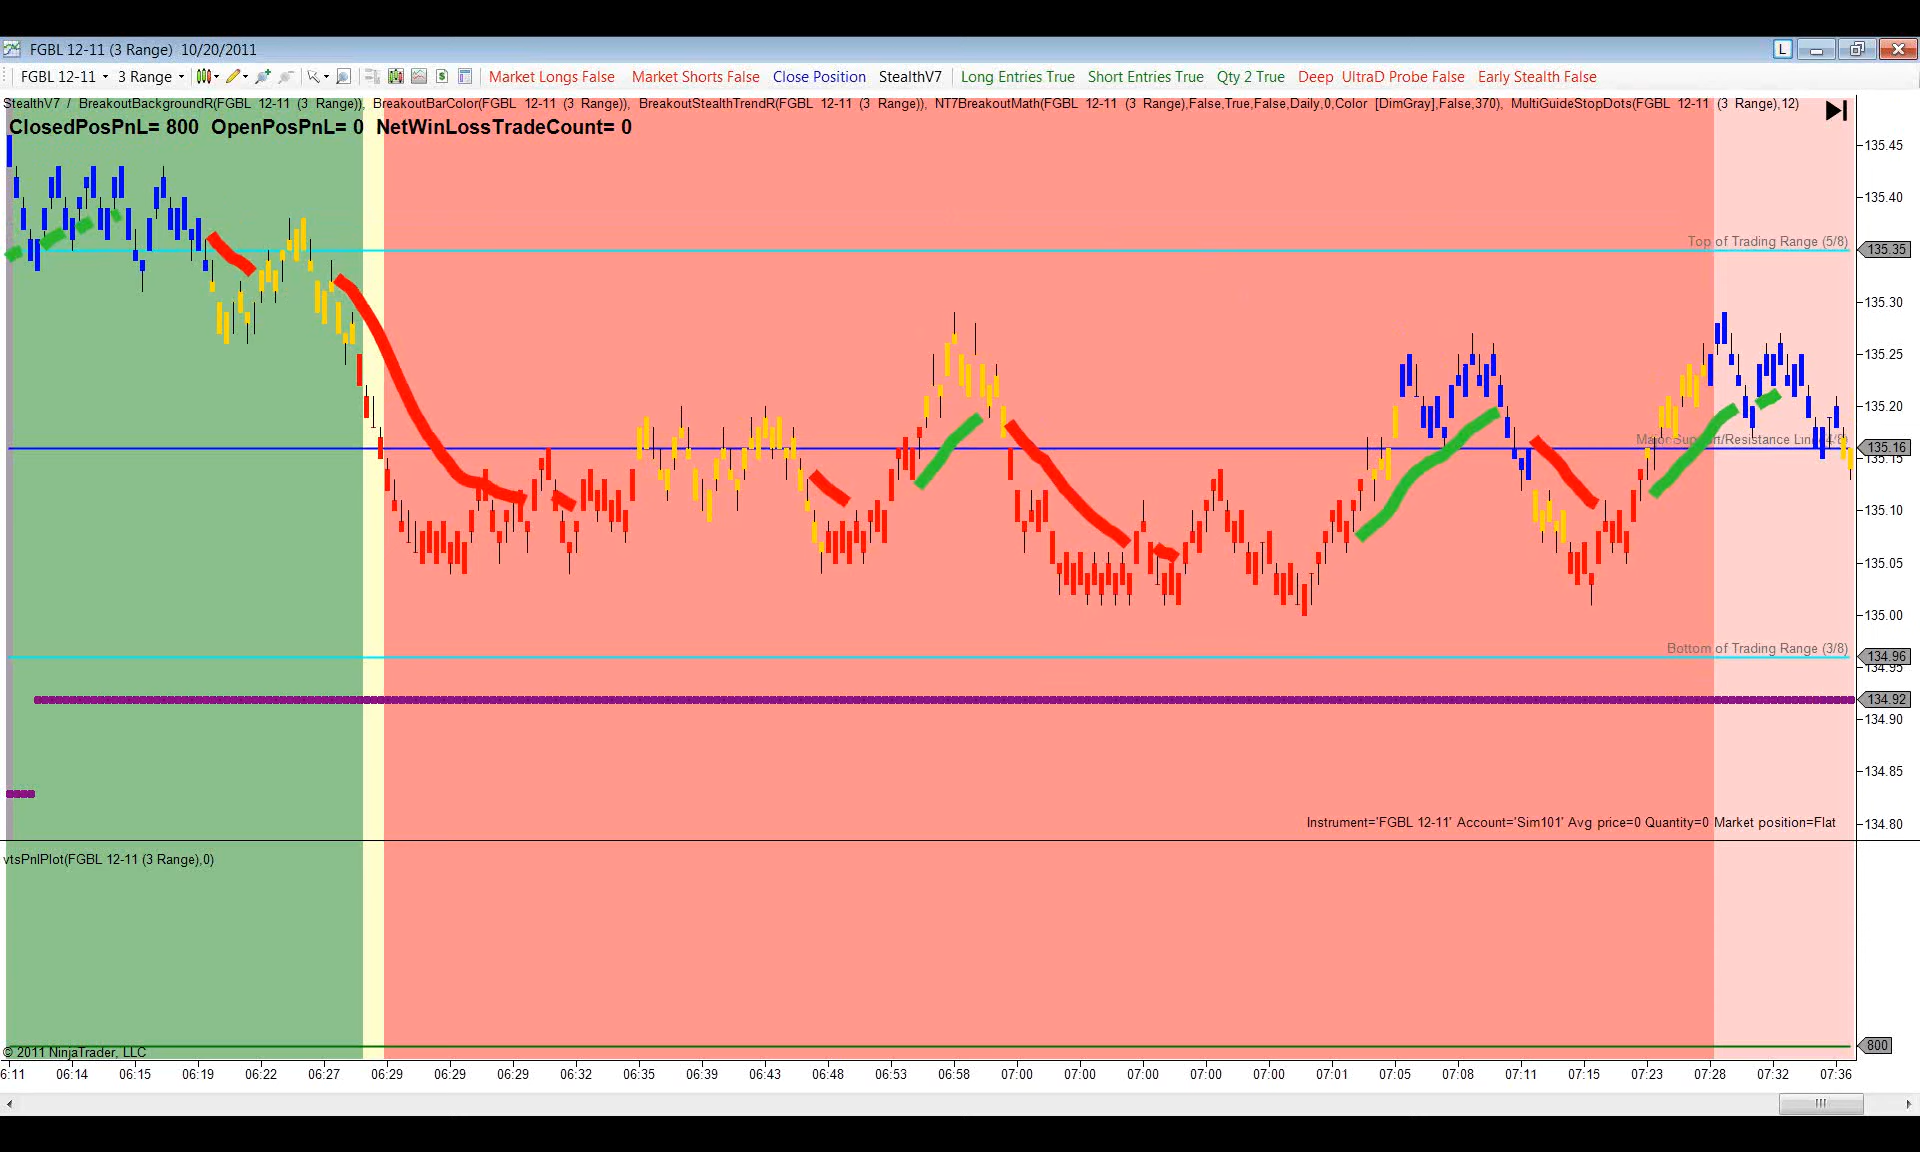 FGBL 12-11 (3 Range) 10/20/2011
L
FGBL 12-11 3 Range Market Longs False Market Shorts False Close Position StealthV7 Long Entries True Short Entries True Qty 2 True Deep UltraD Probe False Early Stealth False
StealthV7 / BreakoutBackgroundR(FGBL 12-11 (3 Range)), BreakoutBarColor(FGBL 12-11 (3 Range)), BreakoutStealthTrendR(FGBL 12-11 (3 Range)), NT7BreakoutMath(FGBL 12-11 (3 Range),False,True,False,Daily,0,Color [DimGray],False,370), MultiGuideStopDots(FGBL 12-11 (3 Range),12)
ClosedPosPnL= 800 OpenPosPnL= 0 NetWinLossTradeCount= 0
135.45
135.40
Top of Trading Range (5/8)
135.35
135.30
135.25
135.20
Major Support/Resistance Line(4/8)
135.16
135.15
135.10
135.05
135.00
Bottom of Trading Range (3/8)
134.96
134.95
134.92
134.90
134.85
Instrument='FGBL 12-11' Account='Sim101' Avg price=0 Quantity=0 Market position=Flat
134.80
vtsPnlPlot(FGBL 12-11 (3 Range),0)
800
© 2011 NinjaTrader, LLC
6:11 06:14 06:15 06:19 06:22 06:27 06:29 06:29 06:29 06:32 06:35 06:39 06:43 06:48 06:53 06:58 07:00 07:00 07:00 07:00 07:00 07:01 07:05 07:08 07:11 07:15 07:23 07:28 07:32 07:36